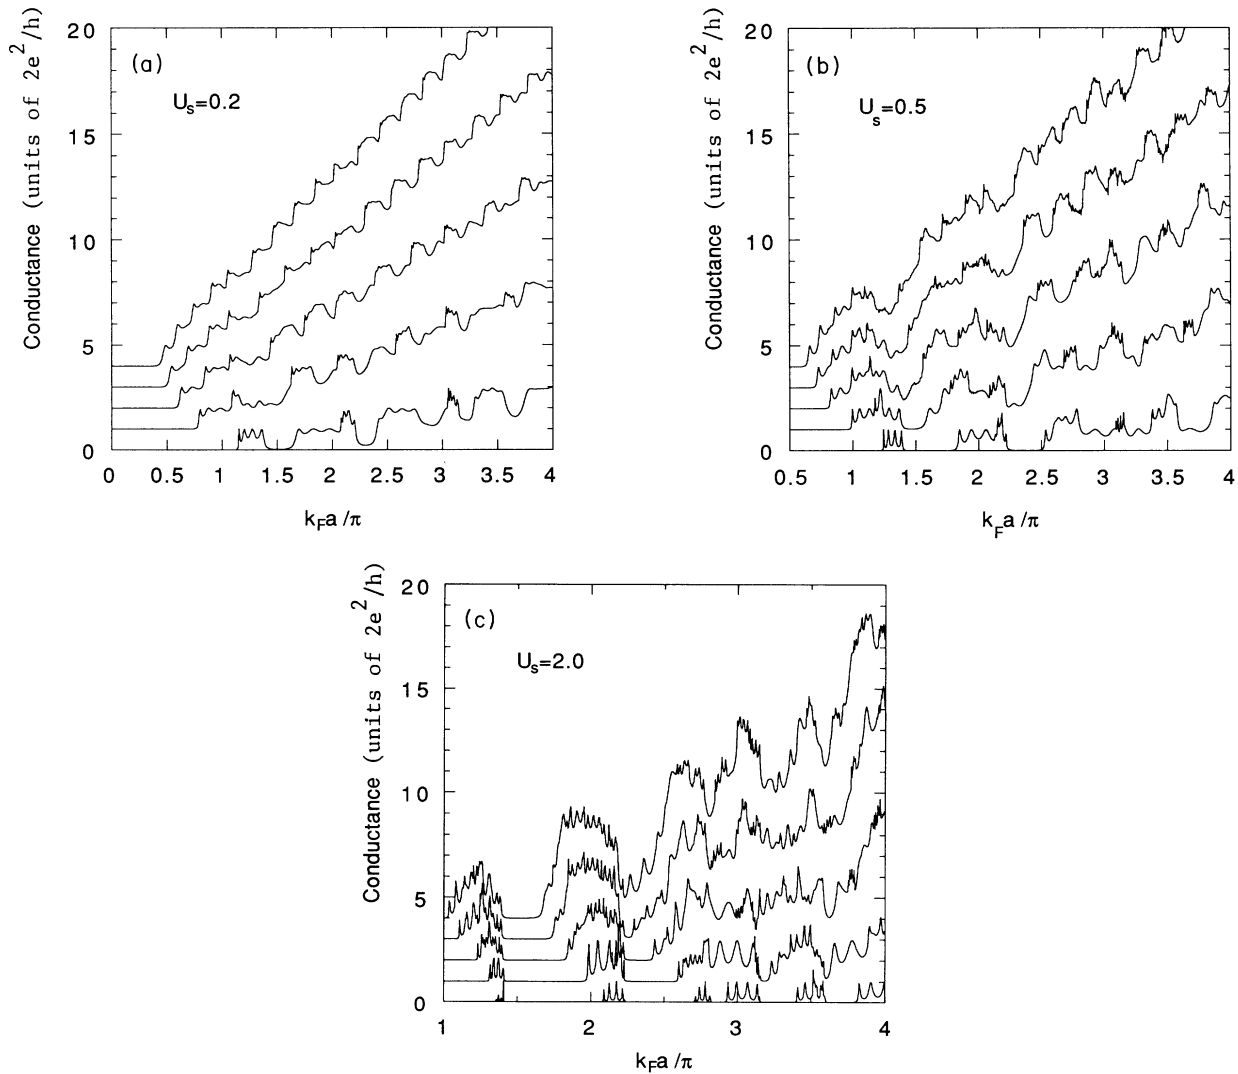 (a)
U_s=0.2
Conductance (units of 2e^2/h)
20
15
10
5
0
0 0.5 1 1.5 2 2.5 3 3.5 4
k_Fa/π
(b)
U_s=0.5
Conductance (units of 2e^2/h)
20
15
10
5
0
0.5 1 1.5 2 2.5 3 3.5 4
k_Fa/π
(c)
U_s=2.0
Conductance (units of 2e^2/h)
20
15
10
5
0
1 2 3 4
k_Fa/π